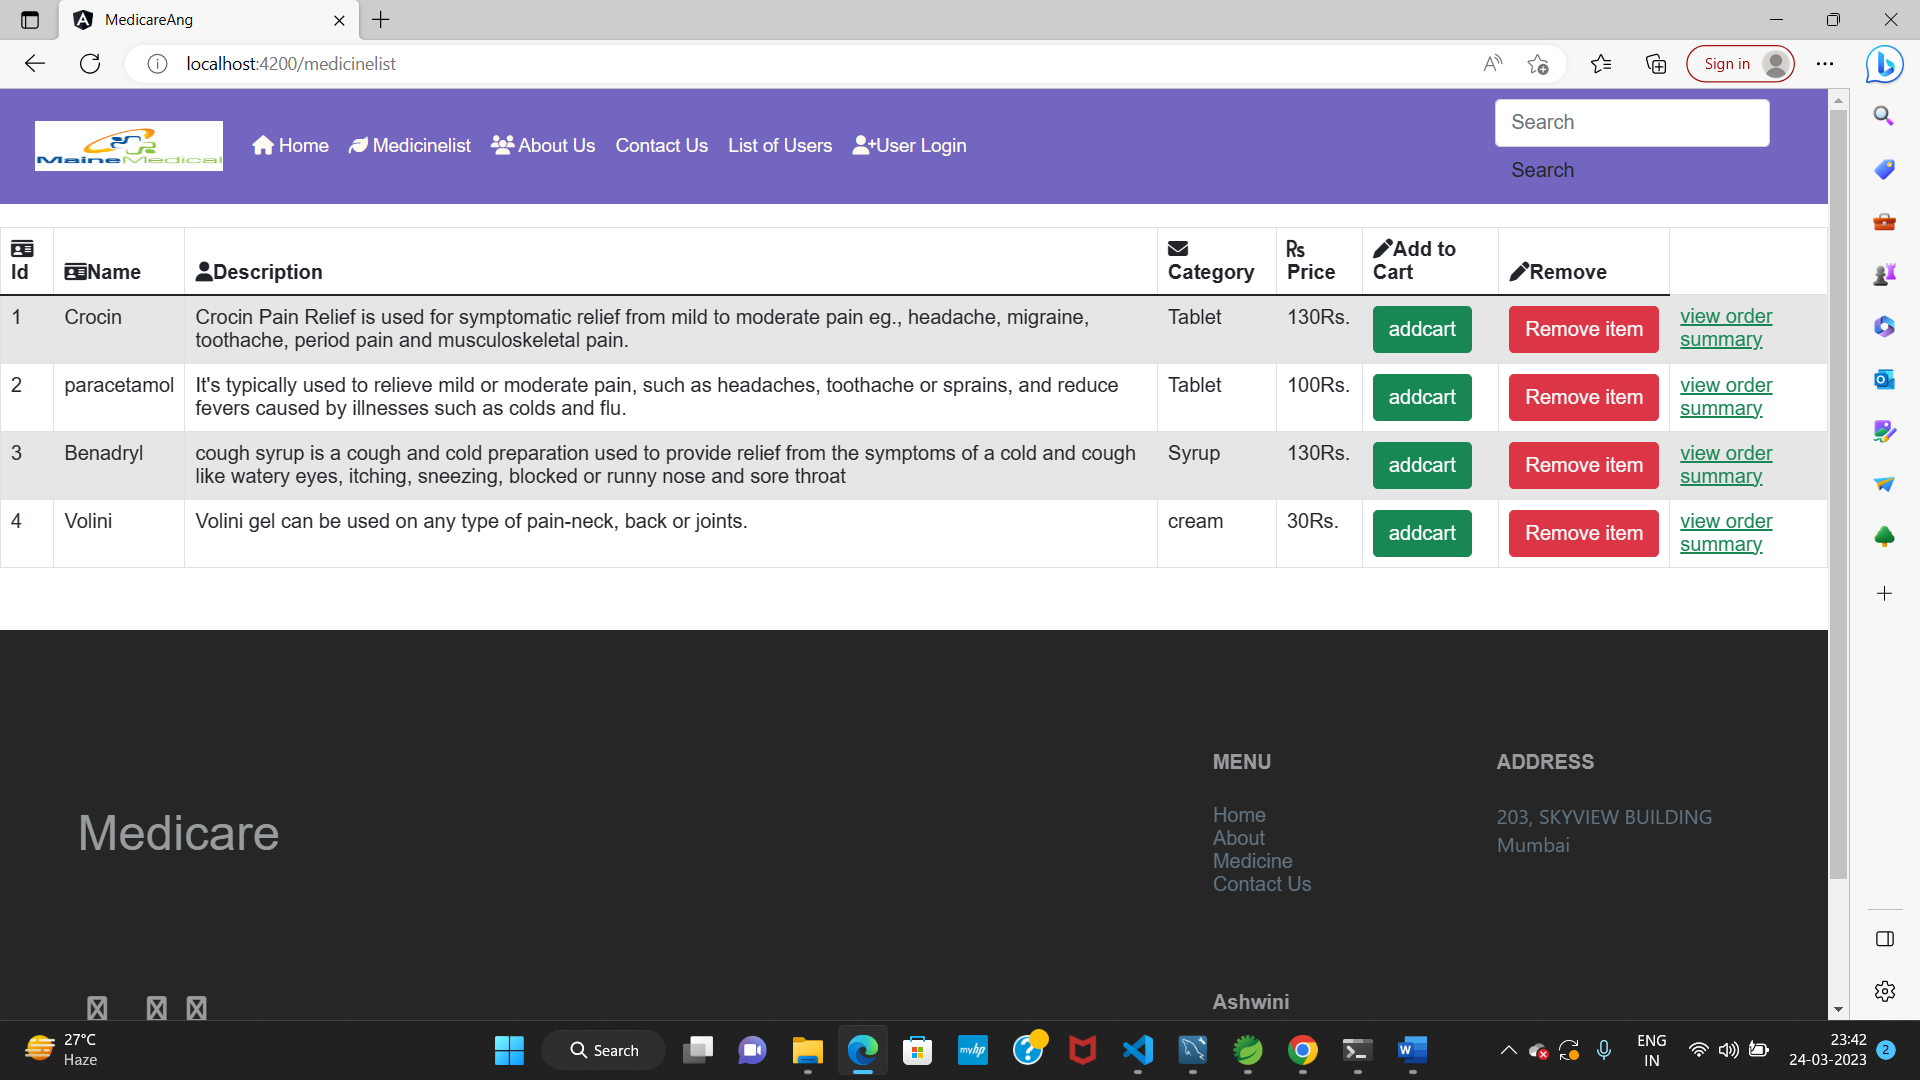 MedicareAng
localhost:4200/medicinelist
Sign in
MaineMedical
Home Medicinelist About Us Contact Us List of Users User Login
Search
Search
Id Name Description Category Rs Price Add to Cart Remove
1 Crocin Crocin Pain Relief is used for symptomatic relief from mild to moderate pain eg., headache, migraine, toothache, period pain and musculoskeletal pain. Tablet 130Rs. addcart Remove item view order summary
2 paracetamol It's typically used to relieve mild or moderate pain, such as headaches, toothache or sprains, and reduce fevers caused by illnesses such as colds and flu. Tablet 100Rs. addcart Remove item view order summary
3 Benadryl cough syrup is a cough and cold preparation used to provide relief from the symptoms of a cold and cough like watery eyes, itching, sneezing, blocked or runny nose and sore throat Syrup 130Rs. addcart Remove item view order summary
4 Volini Volini gel can be used on any type of pain-neck, back or joints. cream 30Rs. addcart Remove item view order summary
Medicare
MENU
Home
About
Medicine
Contact Us
ADDRESS
203, SKYVIEW BUILDING
Mumbai
Ashwini
27°C
Haze
Search
myhp
ENG
IN
23:42
24-03-2023
2